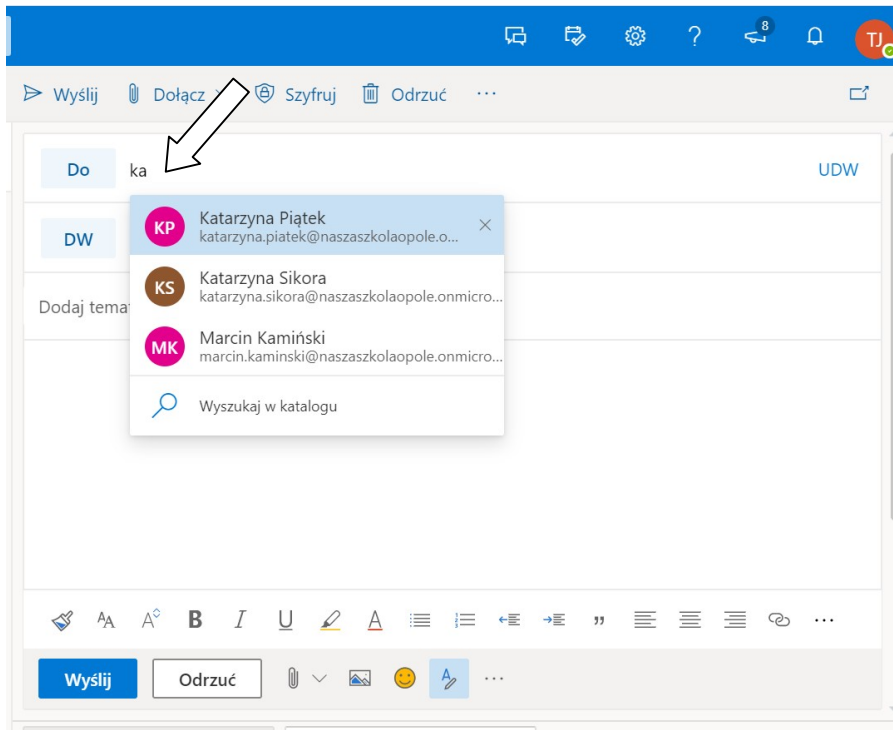 8
TJ
Wyślij Dołącz Szyfruj Odrzuć ...
Do ka UDW
KP Katarzyna Piątek
katarzyna.piatek@naszaszkolaopole.o...
DW
KS Katarzyna Sikora
katarzyna.sikora@naszaszkolaopole.onmicro...
Dodaj temat
MK Marcin Kamiński
marcin.kaminski@naszaszkolaopole.onmicro...
Wyszukaj w katalogu
Wyślij Odrzuć